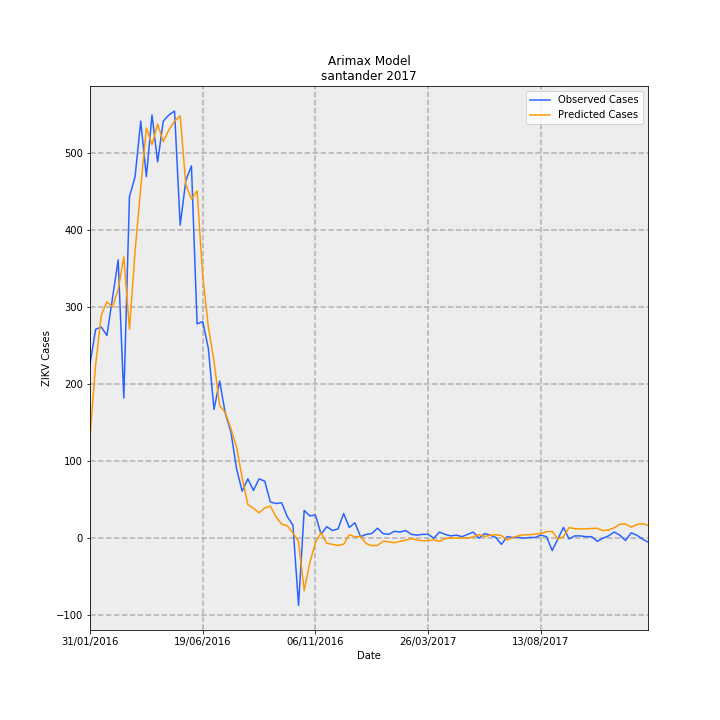 Arimax Model
santander 2017
Observed Cases
Predicted Cases
ZIKV Cases
500
400
300
200
100
0
−100
31/01/2016
19/06/2016
06/11/2016
26/03/2017
13/08/2017
Date